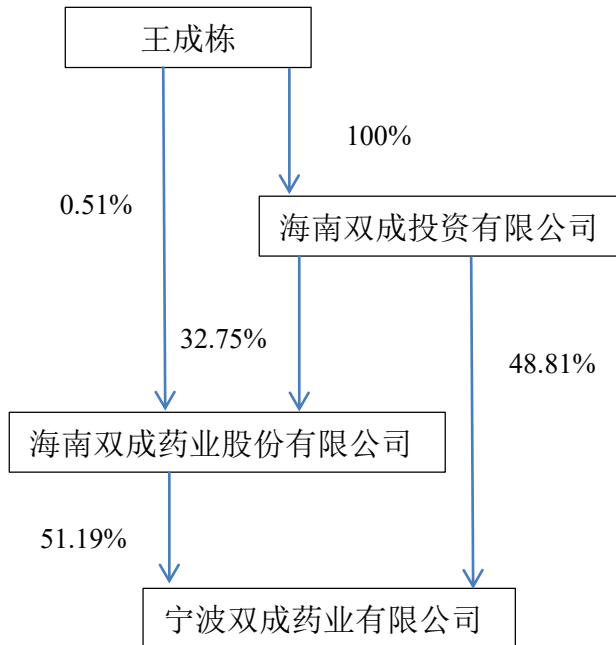 王成栋
100%
0.51%
海南双成投资有限公司
32.75%
48.81%
海南双成药业股份有限公司
51.19%
宁波双成药业有限公司